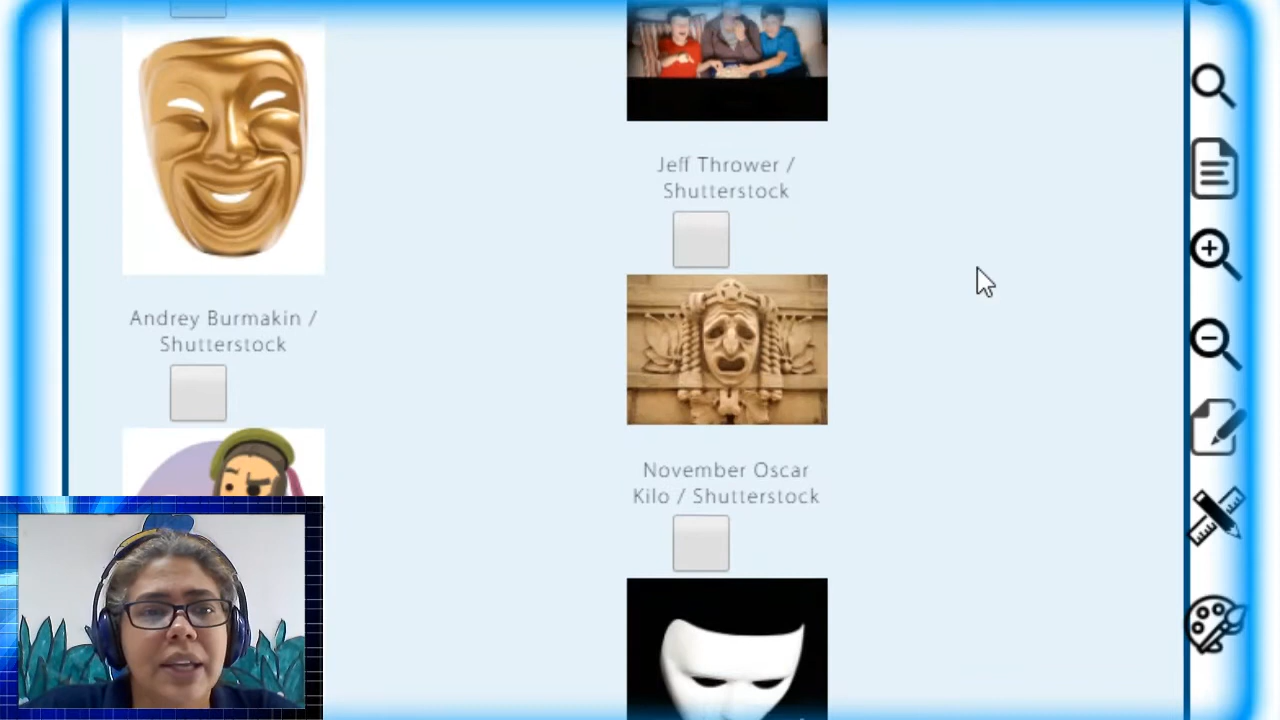 Jeff Thrower /
Shutterstock
Andrey Burmakin /
Shutterstock
November Oscar
Kilo / Shutterstock